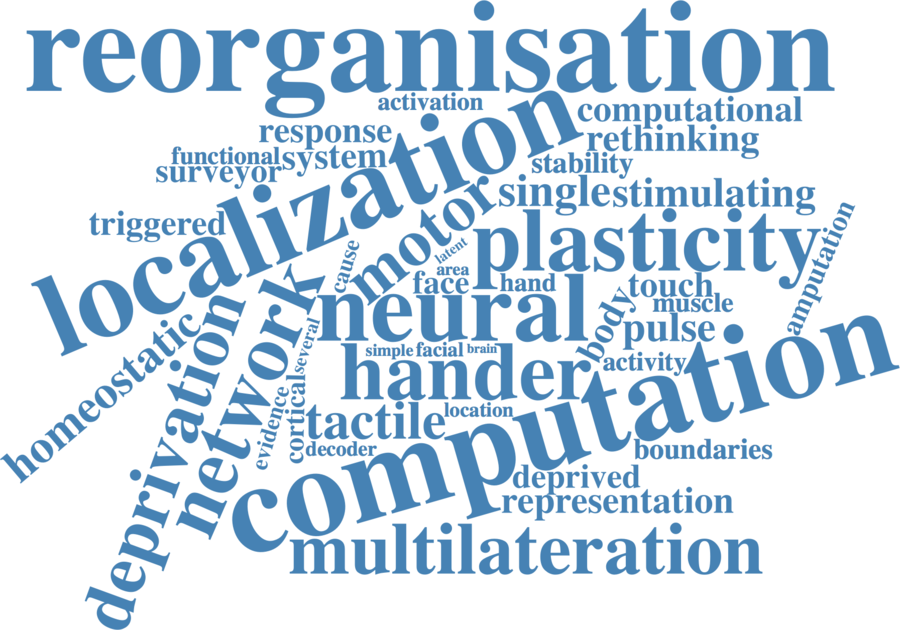 reorganisation
activation
computational
response
rethinking
localization
functional
system
stability
surveyor
single
stimulating
triggered
motor
plasticity
amputation
cause
latent
area
face
hand
touch
neural
body
muscle
pulse
homeostatic
deprivation
network
several
simple
facial
brain
activity
hander
computation
evidence
cortical
tactile
location
decoder
boundaries
deprived
representation
multilateration